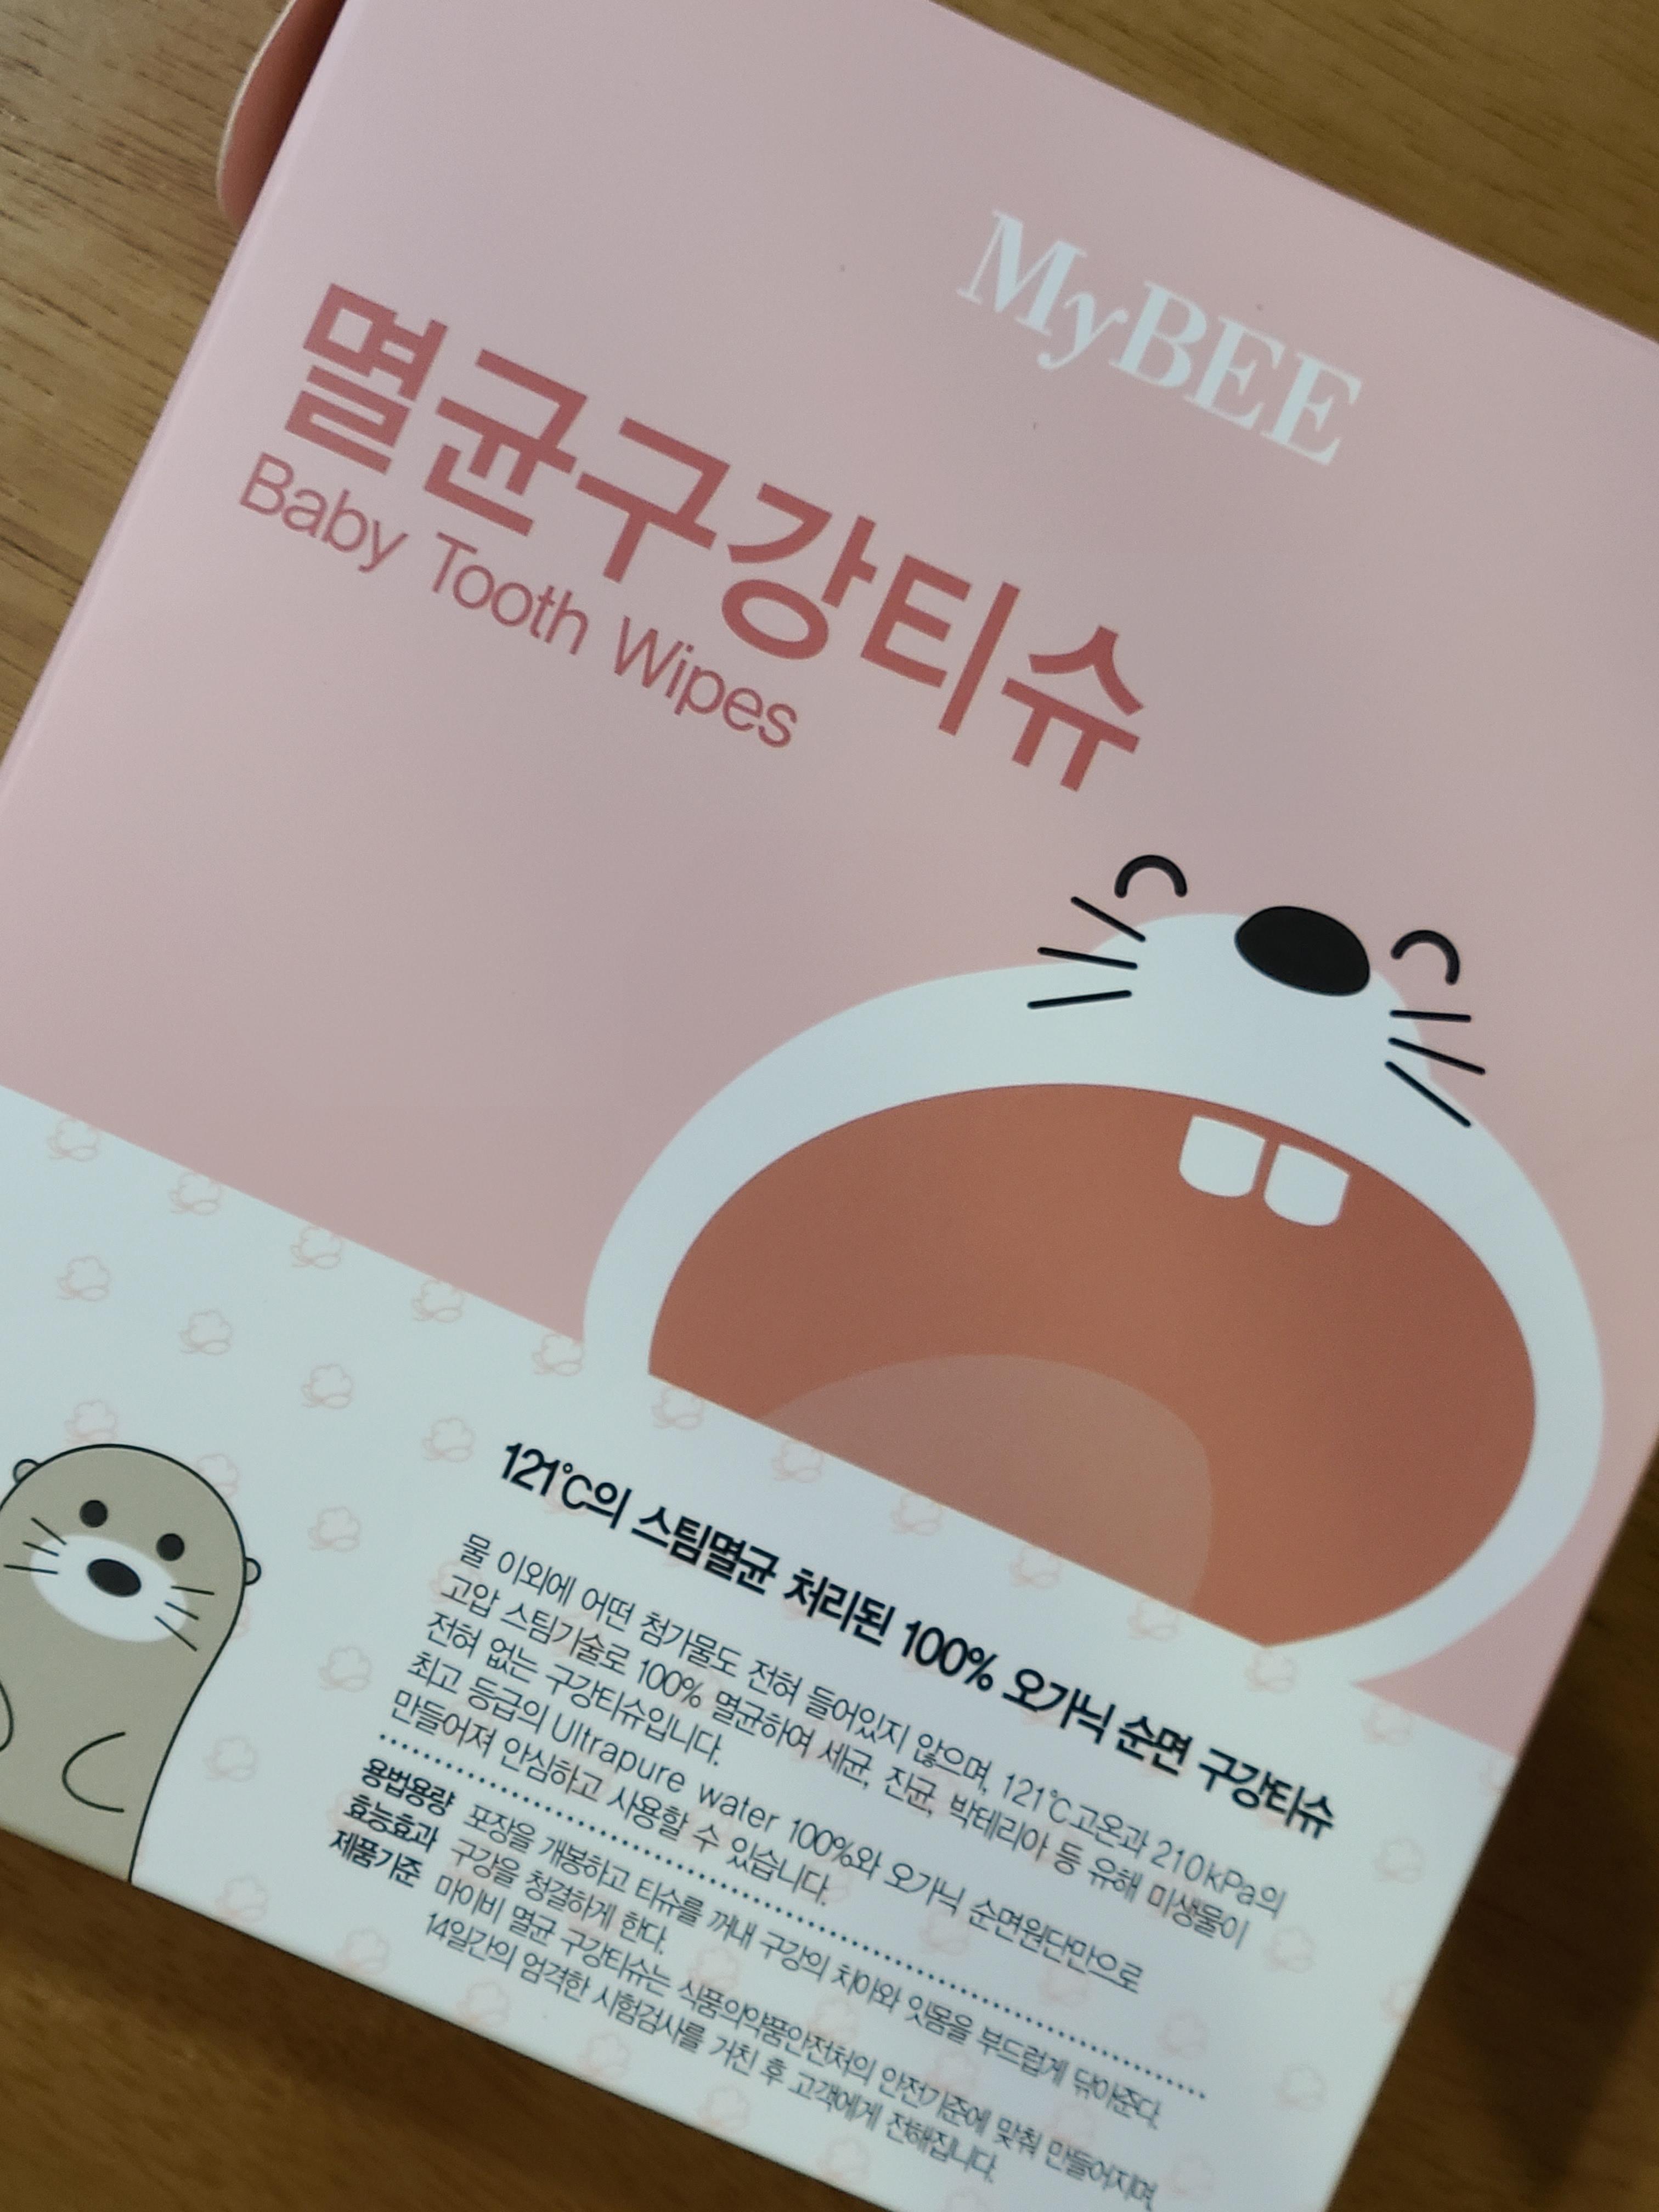 MyBEE
멸균구강티슈
Baby Tooth Wipes
121℃의 스팀멸균 처리된 100% 오가닉 순면 구강티슈
물 이외에 어떤 첨가물도 전혀 들어있지 않으며, 121℃고온과 210kPa의
고압 스팀기술로 100% 멸균하여 세균, 진균, 박테리아 등 유해 미생물이
전혀 없는 구강티슈입니다.
최고 등급의 Ultrapure water 100%와 오가닉 순면원단만으로
만들어져 안심하고 사용할 수 있습니다.
용법용량 포장을 개봉하고 티슈를 꺼내 구강의 치아와 잇몸을 부드럽게 닦아준다.
효능효과 구강을 청결하게 한다.
제품기준 마이비 멸균 구강티슈는 식품의약품안전처의 안전기준에 맞춰 만들어지며,
14일간의 엄격한 시험검사를 거친 후 고객에게 전해집니다.